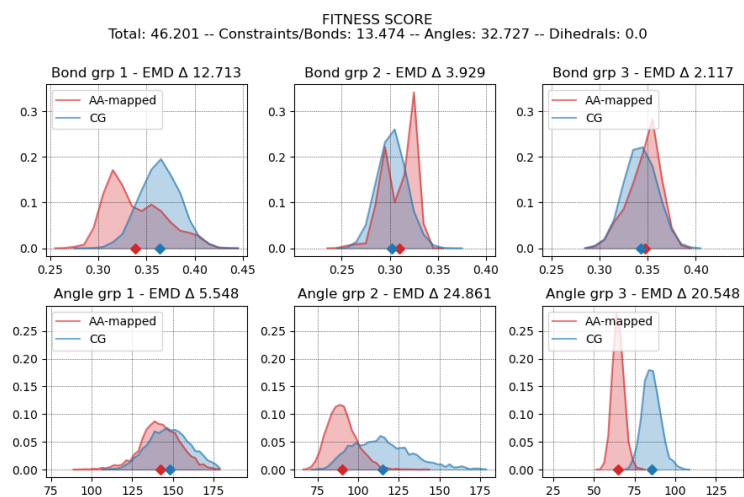 FITNESS SCORE
Total: 46.201 -- Constraints/Bonds: 13.474 -- Angles: 32.727 -- Dihedrals: 0.0
Bond grp 1 - EMD Δ 12.713
AA-mapped
CG
0.3
0.2
0.1
0.0
0.25 0.30 0.35 0.40 0.45
Bond grp 2 - EMD Δ 3.929
0.3
0.2
0.1
0.0
0.25 0.30 0.35 0.40
Bond grp 3 - EMD Δ 2.117
AA-mapped
CG
0.3
0.2
0.1
0.0
0.25 0.30 0.35 0.40
Angle grp 1 - EMD Δ 5.548
AA-mapped
CG
0.25
0.20
0.15
0.10
0.05
0.00
75 100 125 150 175
Angle grp 2 - EMD Δ 24.861
0.25
0.20
0.15
0.10
0.05
0.00
75 100 125 150 175
Angle grp 3 - EMD Δ 20.548
AA-mapped
CG
0.25
0.20
0.15
0.10
0.05
0.00
25 50 75 100 125